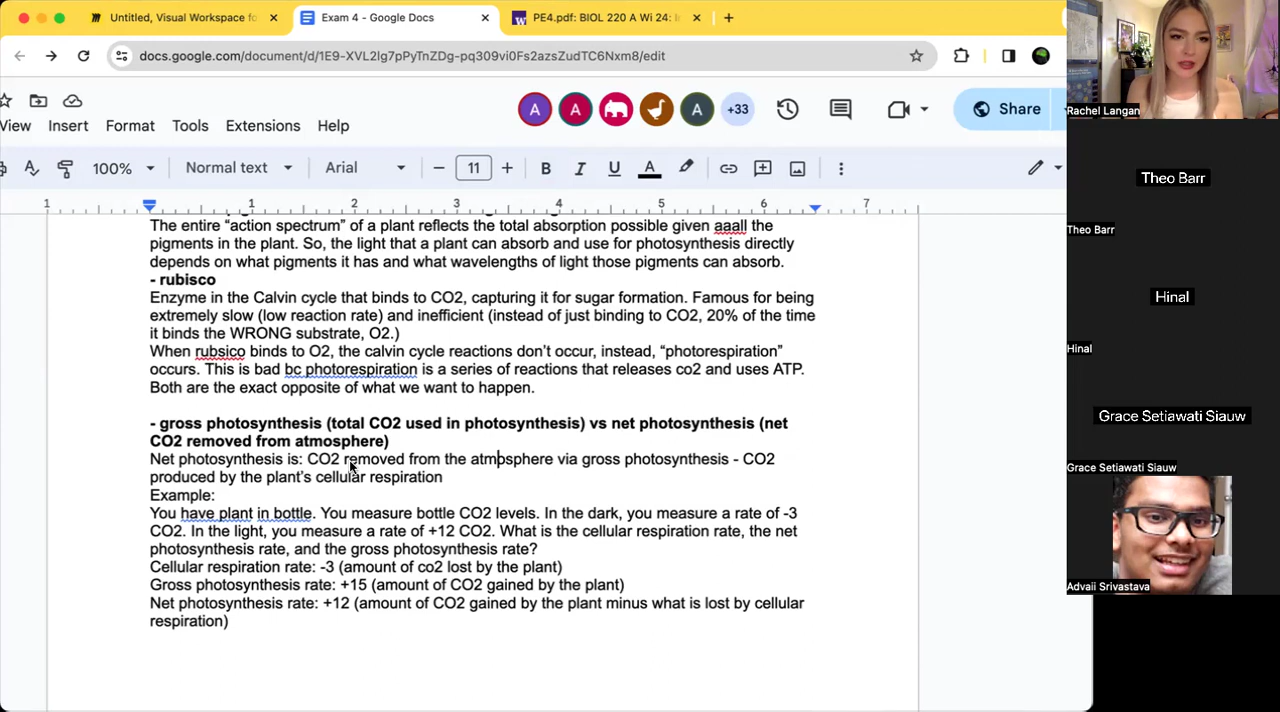 Untitled, Visual Workspace fo
Exam 4 - Google Docs
PE4.pdf: BIOL 220 A Wi 24: I
docs.google.com/document/d/1E9-XVL2Ig7pPyTnZDg-pq309vi0Fs2azsZudTC6Nxm8/edit
A
A
A
+33
Share
View
Insert
Format
Tools
Extensions
Help
100%
Normal text
Arial
11
B
I
U
A
1
1
2
3
4
5
6
7
The entire “action spectrum” of a plant reflects the total absorption possible given aaall the
pigments in the plant. So, the light that a plant can absorb and use for photosynthesis directly
depends on what pigments it has and what wavelengths of light those pigments can absorb.
- rubisco
Enzyme in the Calvin cycle that binds to CO2, capturing it for sugar formation. Famous for being
extremely slow (low reaction rate) and inefficient (instead of just binding to CO2, 20% of the time
it binds the WRONG substrate, O2.)
When rubsico binds to O2, the calvin cycle reactions don’t occur, instead, “photorespiration”
occurs. This is bad bc photorespiration is a series of reactions that releases co2 and uses ATP.
Both are the exact opposite of what we want to happen.
- gross photosynthesis (total CO2 used in photosynthesis) vs net photosynthesis (net
CO2 removed from atmosphere)
Net photosynthesis is: CO2 removed from the atmosphere via gross photosynthesis - CO2
produced by the plant’s cellular respiration
Example:
You have plant in bottle. You measure bottle CO2 levels. In the dark, you measure a rate of -3
CO2. In the light, you measure a rate of +12 CO2. What is the cellular respiration rate, the net
photosynthesis rate, and the gross photosynthesis rate?
Cellular respiration rate: -3 (amount of co2 lost by the plant)
Gross photosynthesis rate: +15 (amount of CO2 gained by the plant)
Net photosynthesis rate: +12 (amount of CO2 gained by the plant minus what is lost by cellular
respiration)
Rachel Langan
Theo Barr
Theo Barr
Hinal
Hinal
Grace Setiawati Siauw
Grace Setiawati Siauw
Advaii Srivastava